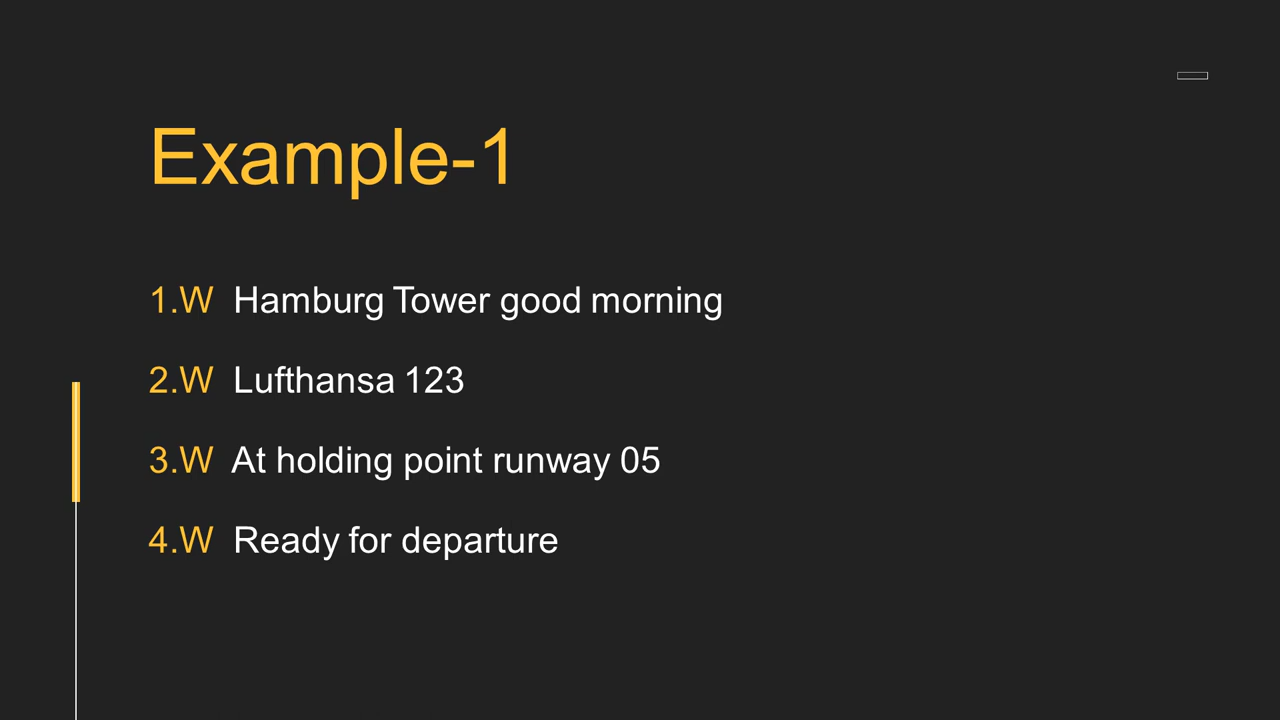 Example-1
1.W Hamburg Tower good morning
2.W Lufthansa 123
3.W At holding point runway 05
4.W Ready for departure